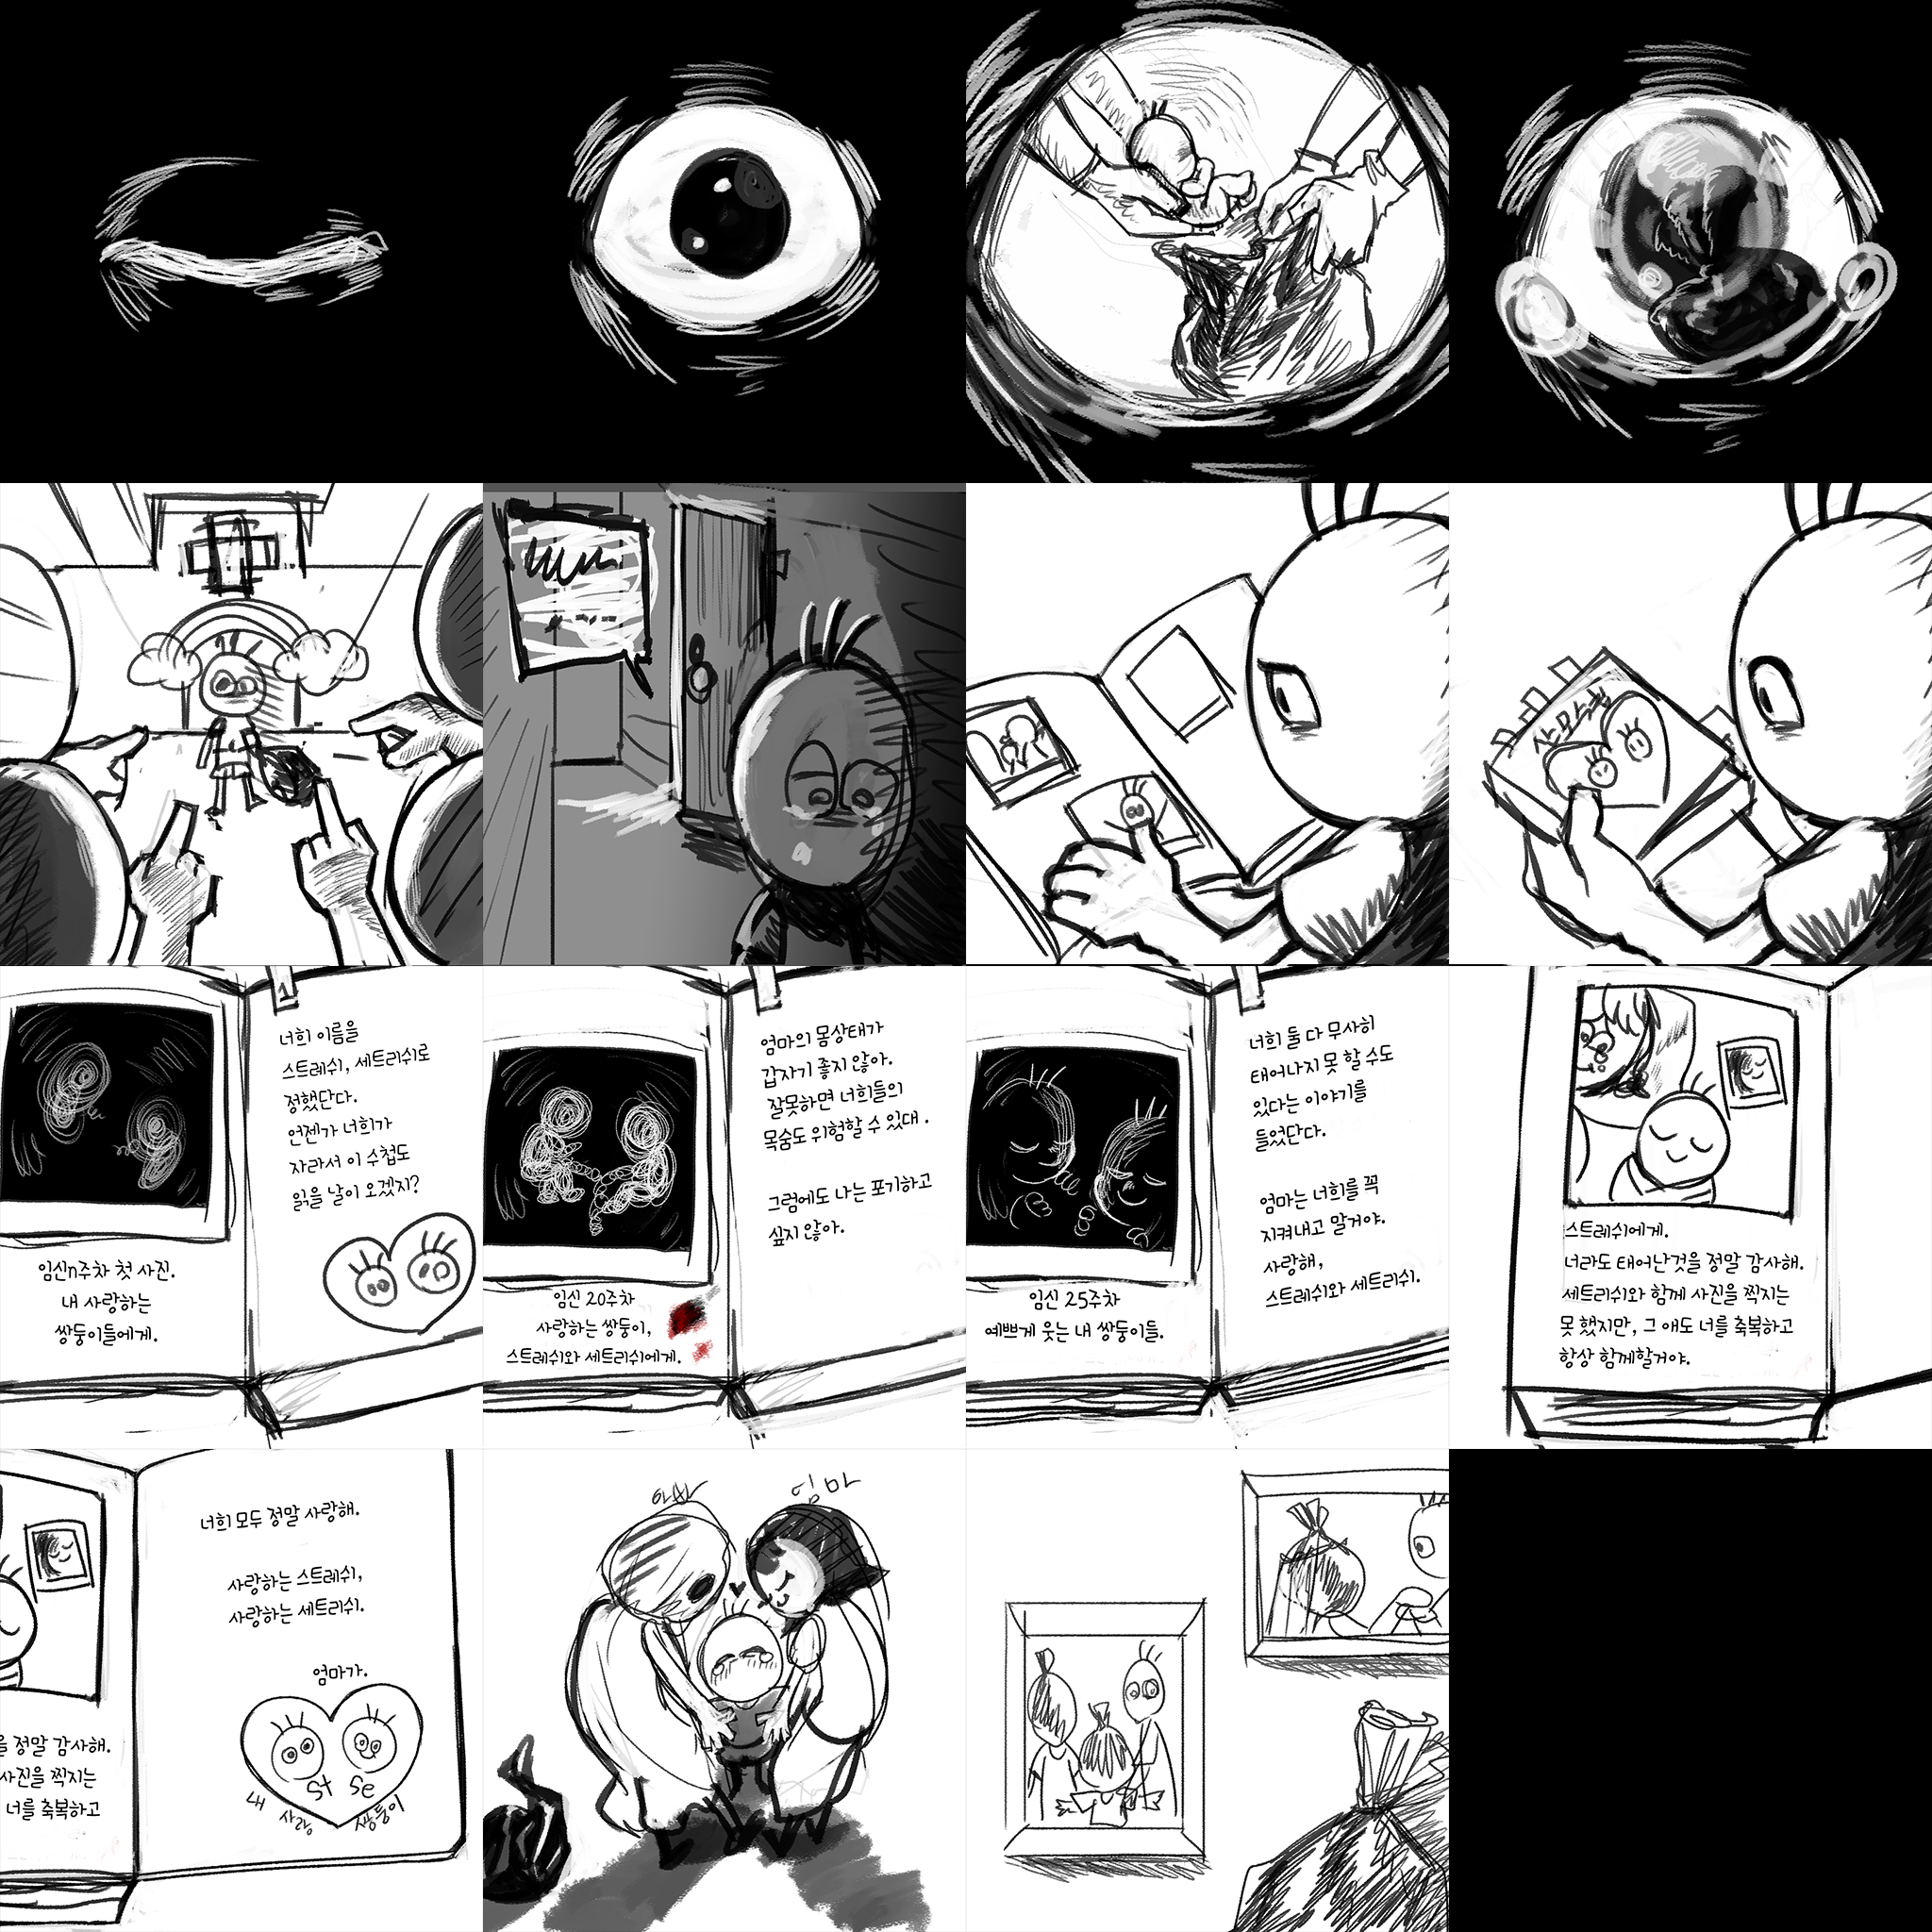 산모수첩
너희 이름을
스트레쉬, 세트리쉬로
정했단다.
언젠가 너희가
자라서 이 수첩도
읽을 날이 오겠지?
임신n주차 첫 사진.
내 사랑하는
쌍둥이들에게.
엄마의 몸상태가
갑자기 좋지 않아.
잘못하면 너희들의
목숨도 위험할 수 있대.
그럼에도 나는 포기하고
싶지 않아.
임신 20주차
사랑하는 쌍둥이,
스트레쉬와 세트리쉬에게.
너희 둘 다 무사히
태어나지 못 할 수도
있다는 이야기를
들었단다.
엄마는 너희를 꼭
지켜내고 말거야.
사랑해,
스트레쉬와 세트리쉬.
임신 25주차
예쁘게 웃는 내 쌍둥이들.
스트레쉬에게.
너라도 태어난것을 정말 감사해.
세트리쉬와 함께 사진을 찍지는
못 했지만, 그 애도 너를 축복하고
항상 함께할거야.
을 정말 감사해.
사진을 찍지는
너를 축복하고
너희 모두 정말 사랑해.
사랑하는 스트레쉬,
사랑하는 세트리쉬.
엄마가.
St Se
내 사랑 쌍둥이
아빠
엄마